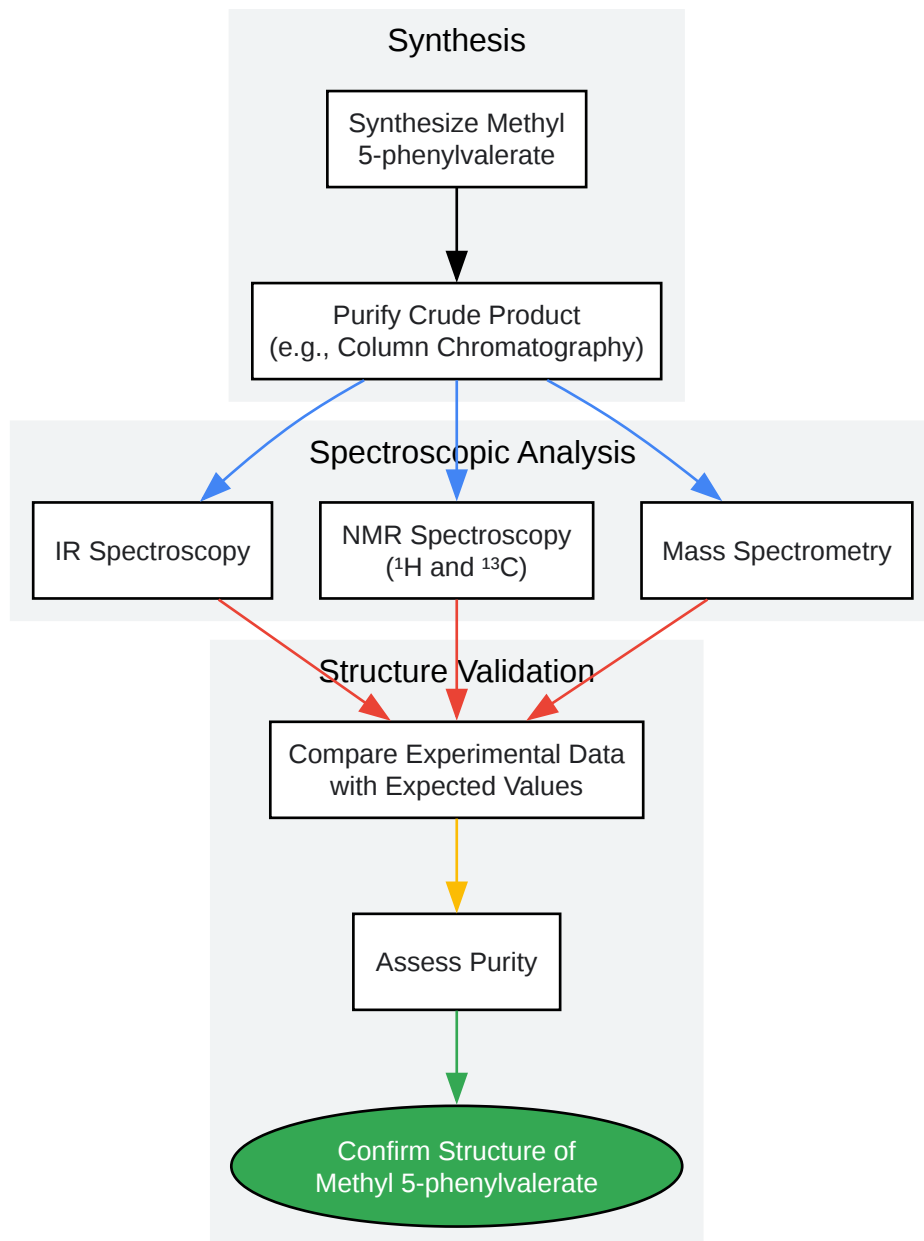 Synthesis
Synthesize Methyl
5-phenylvalerate
Purify Crude Product
(e.g., Column Chromatography)
Spectroscopic Analysis
IR Spectroscopy
NMR Spectroscopy
(¹H and ¹³C)
Mass Spectrometry
Structure Validation
Compare Experimental Data
with Expected Values
Assess Purity
Confirm Structure of
Methyl 5-phenylvalerate